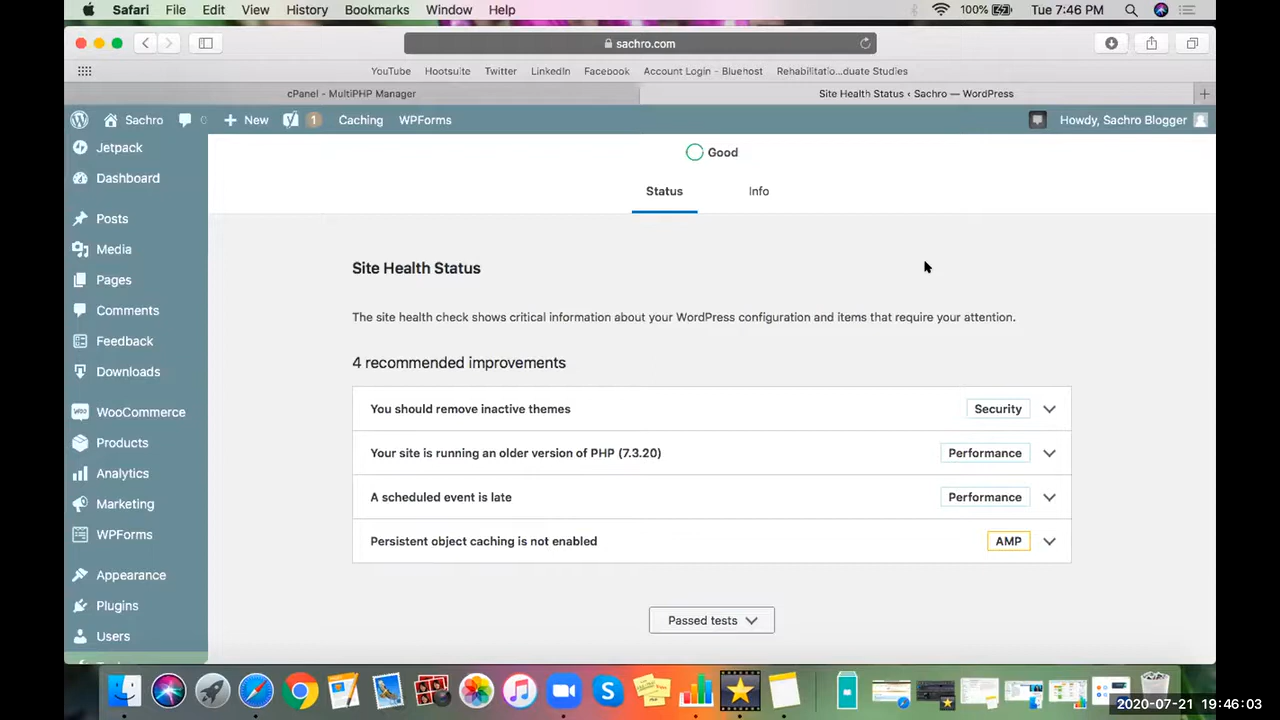 Safari File Edit View History Bookmarks Window Help 100% Tue 7:46 PM
sachro.com
YouTube Hootsuite Twitter LinkedIn Facebook Account Login - Bluehost Rehabilitatio...duate Studies
cPanel - MultiPHP Manager Site Health Status ‹ Sachro — WordPress
Sachro 0 New 1 Caching WPForms Howdy, Sachro Blogger
Jetpack
Dashboard
Posts
Media
Pages
Comments
Feedback
Downloads
WooCommerce
Products
Analytics
Marketing
WPForms
Appearance
Plugins
Users
Good
Status Info
Site Health Status
The site health check shows critical information about your WordPress configuration and items that require your attention.
4 recommended improvements
You should remove inactive themes Security
Your site is running an older version of PHP (7.3.20) Performance
A scheduled event is late Performance
Persistent object caching is not enabled AMP
Passed tests
2020-07-21 19:46:03